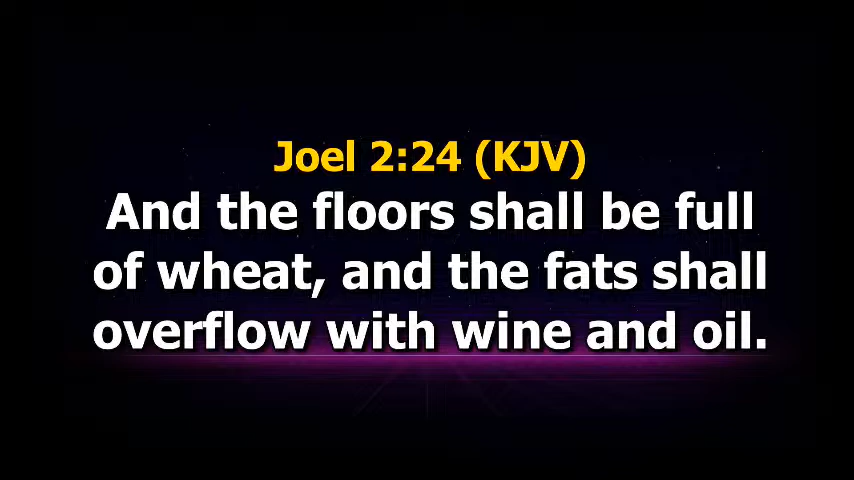 Joel 2:24 (KJV)
And the floors shall be full
of wheat, and the fats shall
overflow with wine and oil.